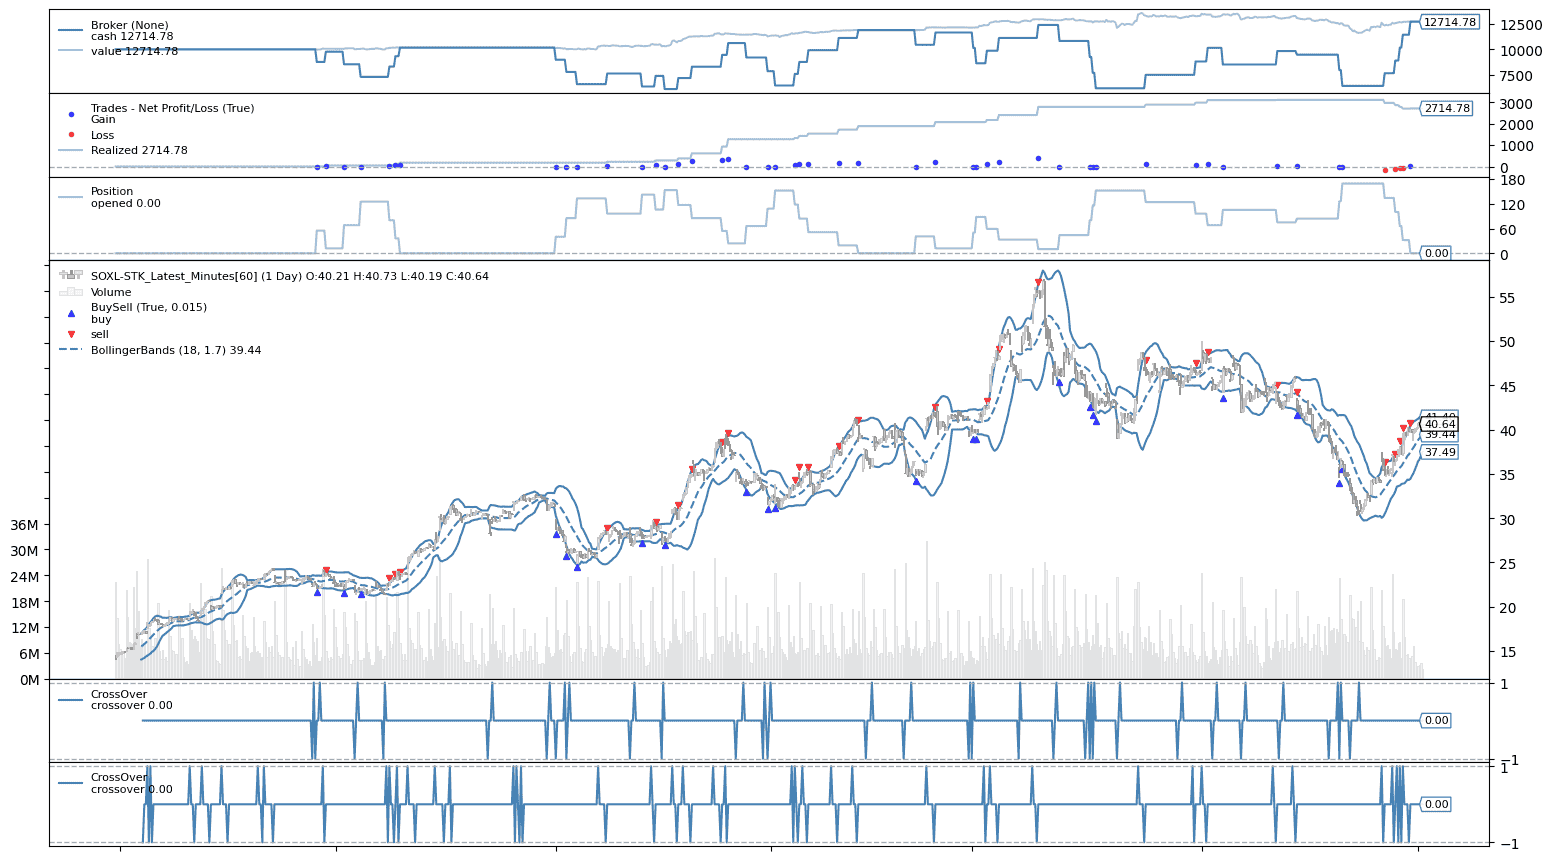 Broker (None)
cash 12714.78
value 12714.78
12714.78
12500
10000
7500
Trades - Net Profit/Loss (True)
Gain
Loss
Realized 2714.78
2714.78
3000
2000
1000
0
Position
opened 0.00
0.00
180
120
60
0
SOXL-STK_Latest_Minutes[60] (1 Day) O:40.21 H:40.73 L:40.19 C:40.64
Volume
BuySell (True, 0.015)
buy
sell
BollingerBands (18, 1.7) 39.44
36M
30M
24M
18M
12M
6M
0M
55
50
45
40
35
30
25
20
15
40.64
39.44
37.49
CrossOver
crossover 0.00
0.00
1
−1
CrossOver
crossover 0.00
0.00
1
−1